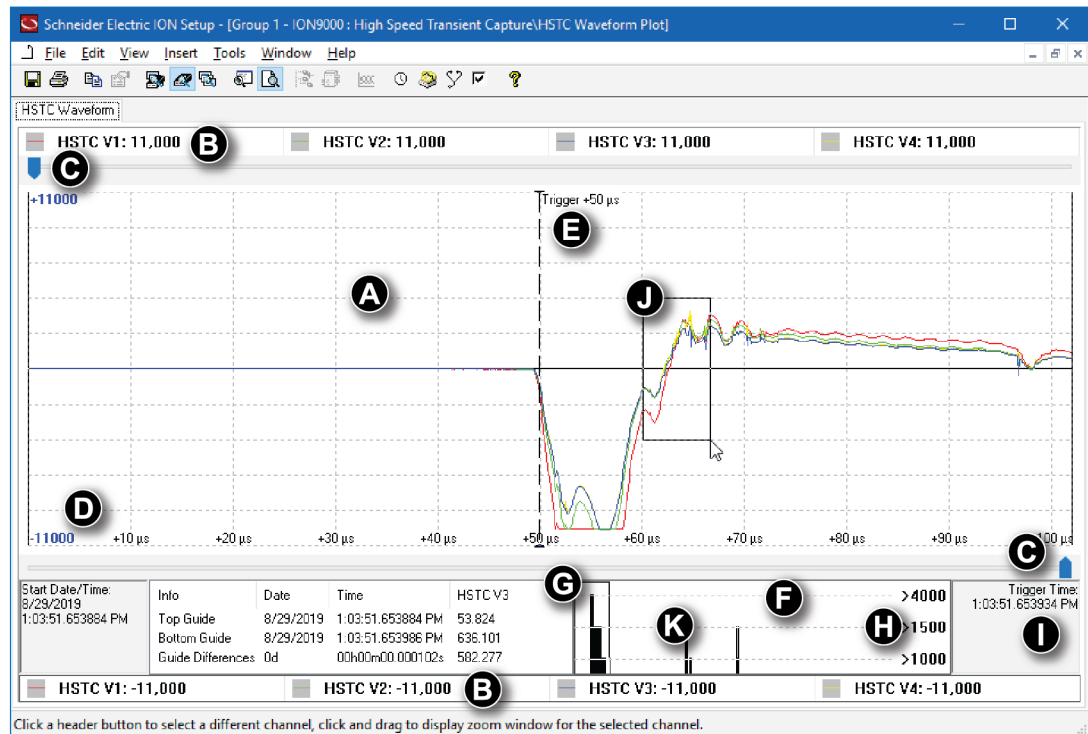 Schneider Electric ION Setup - [Group 1 - ION9000 : High Speed Transient Capture\HSTC Waveform Plot]
File Edit View Insert Tools Window Help
HSTC Waveform
HSTC V1: 11,000 B HSTC V2: 11,000 HSTC V3: 11,000 HSTC V4: 11,000
C
+11000 Trigger +50 µs
E
A J
D
-11000 +10 µs +20 µs +30 µs +40 µs +50 µs +60 µs +70 µs +80 µs +90 µs +100 µs
C
Start Date/Time:
8/29/2019
1:03:51.653884 PM
Info Date Time HSTC V3
Top Guide 8/29/2019 1:03:51.653884 PM 53.824
Bottom Guide 8/29/2019 1:03:51.653986 PM 636.101
Guide Differences 0d 00h00m00.000102s 582.277
G F >4000
K H >1500
>1000
Trigger Time:
1:03:51.653934 PM
I
HSTC V1: -11,000 HSTC V2: -11,000 B HSTC V3: -11,000 HSTC V4: -11,000
Click a header button to select a different channel, click and drag to display zoom window for the selected channel.